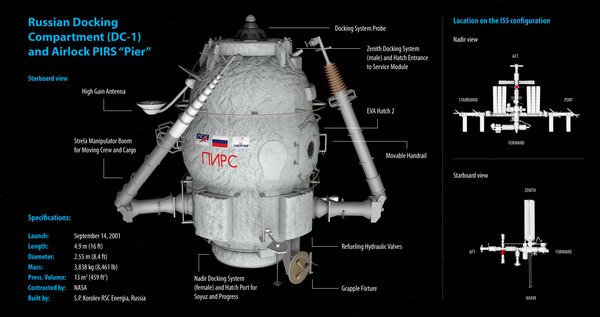 Russian Docking
Compartment (DC-1)
and Airlock PIRS “Pier”
Starboard view
Docking System Probe
Zenith Docking System
(male) and Hatch Entrance
to Service Module
High Gain Antenna
EVA Hatch 2
Strela Manipulator Boom
for Moving Crew and Cargo
Movable Handrail
ПИРС
Specifications:
Launch: September 14, 2001
Length: 4.9 m (16 ft)
Diameter: 2.55 m (8.4 ft)
Mass: 3,838 kg (8,461 lb)
Press. Volume: 13 m³ (459 ft³)
Contracted by: NASA
Built by: S.P. Korolev RSC Energia, Russia
Refueling Hydraulic Valves
Nadir Docking System
(female) and Hatch Port for
Soyuz and Progress
Grapple Fixture
Location on the ISS configuration
Nadir view
AFT
STARBOARD
PORT
FORWARD
Starboard view
ZENITH
AFT
FORWARD
NADIR